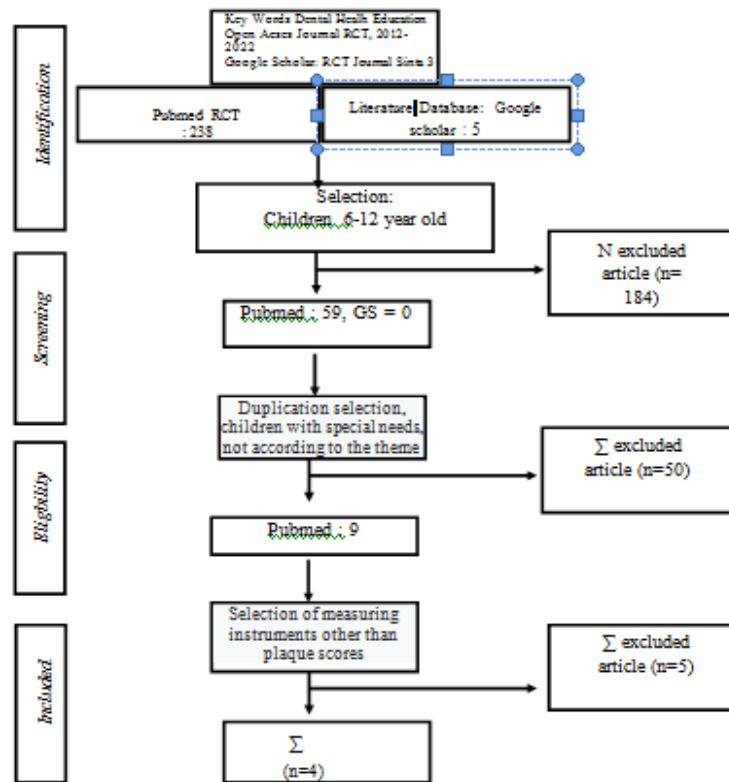 Key Words Dental Healh Education
Open Acses Journal RCT, 2012-
2022
Google Scholar: RCT Journal Sinta 3
Identification
Pubmed RCT
: 238
Literature Database: Google
scholar : 5
Selection:
Children 6-12 year old
N excluded
article (n=
184)
Screening
Pubmed : 59, GS = 0
Duplication selection,
children with special needs,
not according to the theme
∑ excluded
article (n=50)
Eligbility
Pubmed : 9
Selection of measuring
instruments other than
plaque scores
∑ excluded
article (n=5)
Included
∑
(n=4)